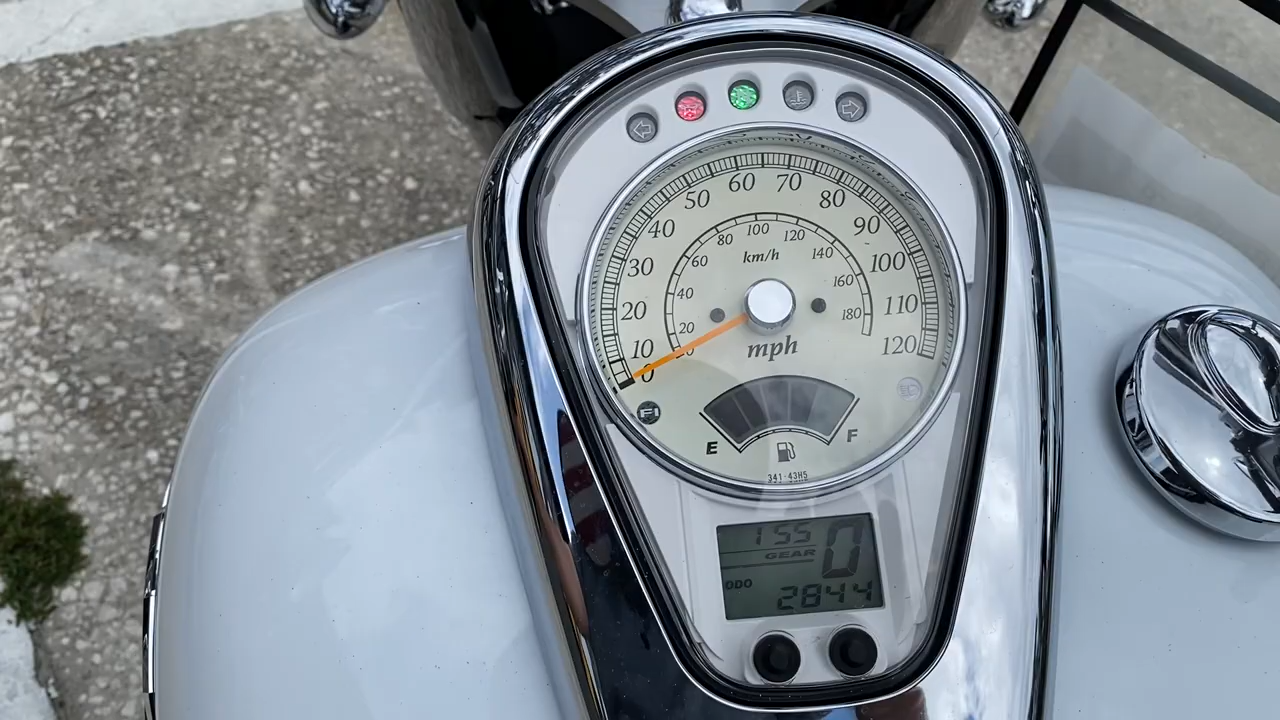 10 20 30 40 50 60 70 80 90 100 110 120
0
20 40 60 80 100 120 140 160 180
km/h
mph
FI
E F
341-43H5
155 0
GEAR
ODO
2844